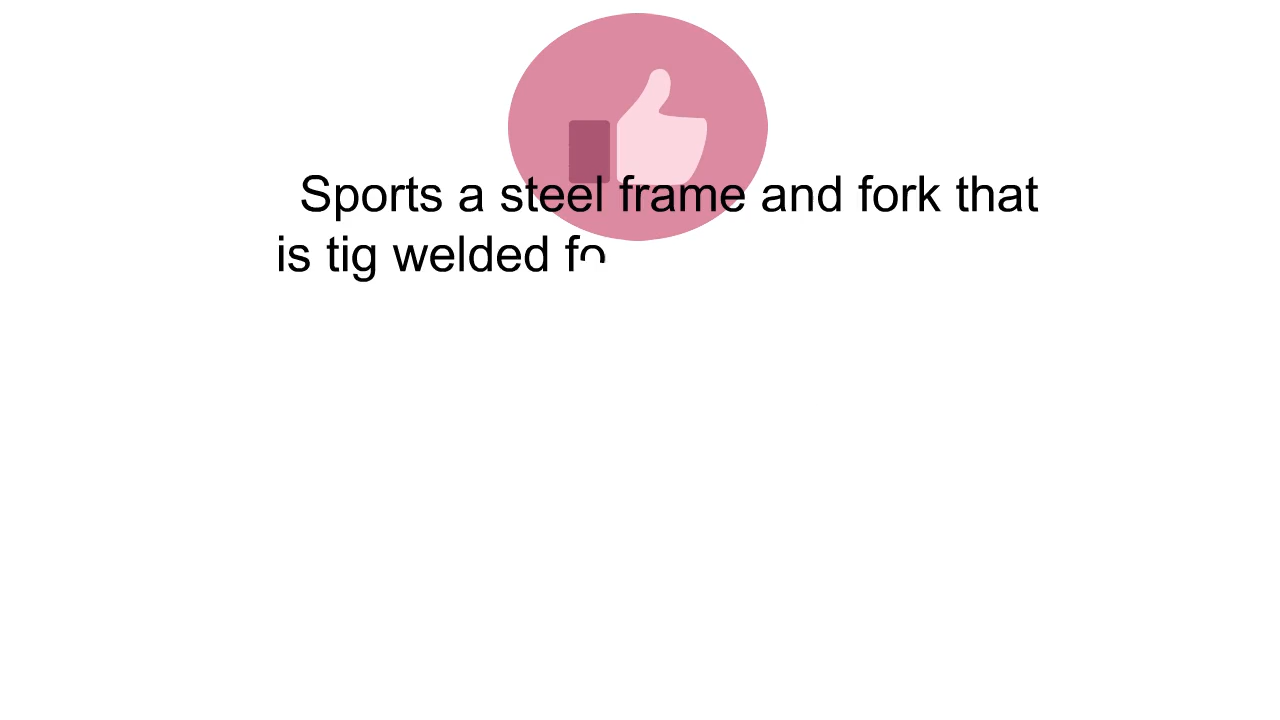 Sports a steel frame and fork that
is tig welded